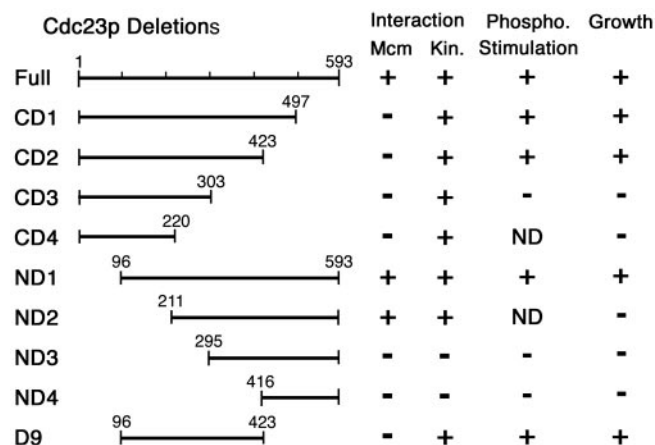 Cdc23p Deletions Interaction Phospho. Growth
Mcm Kin. Stimulation
1 593
Full + + + +
497
CD1 - + + +
423
CD2 - + + +
303
CD3 - + - -
220
CD4 - + ND -
96 593
ND1 + + + +
211
ND2 + + ND -
295
ND3 - - - -
416
ND4 - - - -
96 423
D9 - + + +